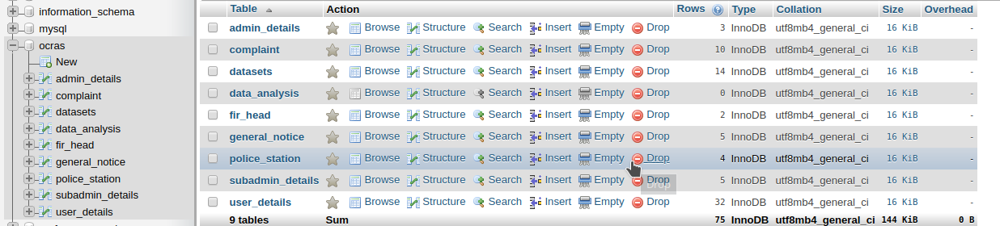 information_schema
mysql
ocras
New
admin_details
complaint
datasets
data_analysis
fir_head
general_notice
police_station
subadmin_details
user_details
Table Action Rows Type Collation Size Overhead
admin_details Browse Structure Search Insert Empty Drop 3 InnoDB utf8mb4_general_ci 16 KiB -
complaint Browse Structure Search Insert Empty Drop 10 InnoDB utf8mb4_general_ci 16 KiB -
datasets Browse Structure Search Insert Empty Drop 14 InnoDB utf8mb4_general_ci 16 KiB -
data_analysis Browse Structure Search Insert Empty Drop 0 InnoDB utf8mb4_general_ci 16 KiB -
fir_head Browse Structure Search Insert Empty Drop 2 InnoDB utf8mb4_general_ci 16 KiB -
general_notice Browse Structure Search Insert Empty Drop 5 InnoDB utf8mb4_general_ci 16 KiB -
police_station Browse Structure Search Insert Empty Drop 4 InnoDB utf8mb4_general_ci 16 KiB -
subadmin_details Browse Structure Search Insert Empty Drop 5 InnoDB utf8mb4_general_ci 16 KiB -
Drop
user_details Browse Structure Search Insert Empty Drop 32 InnoDB utf8mb4_general_ci 16 KiB -
9 tables Sum 75 InnoDB utf8mb4_general_ci 144 KiB 0 B